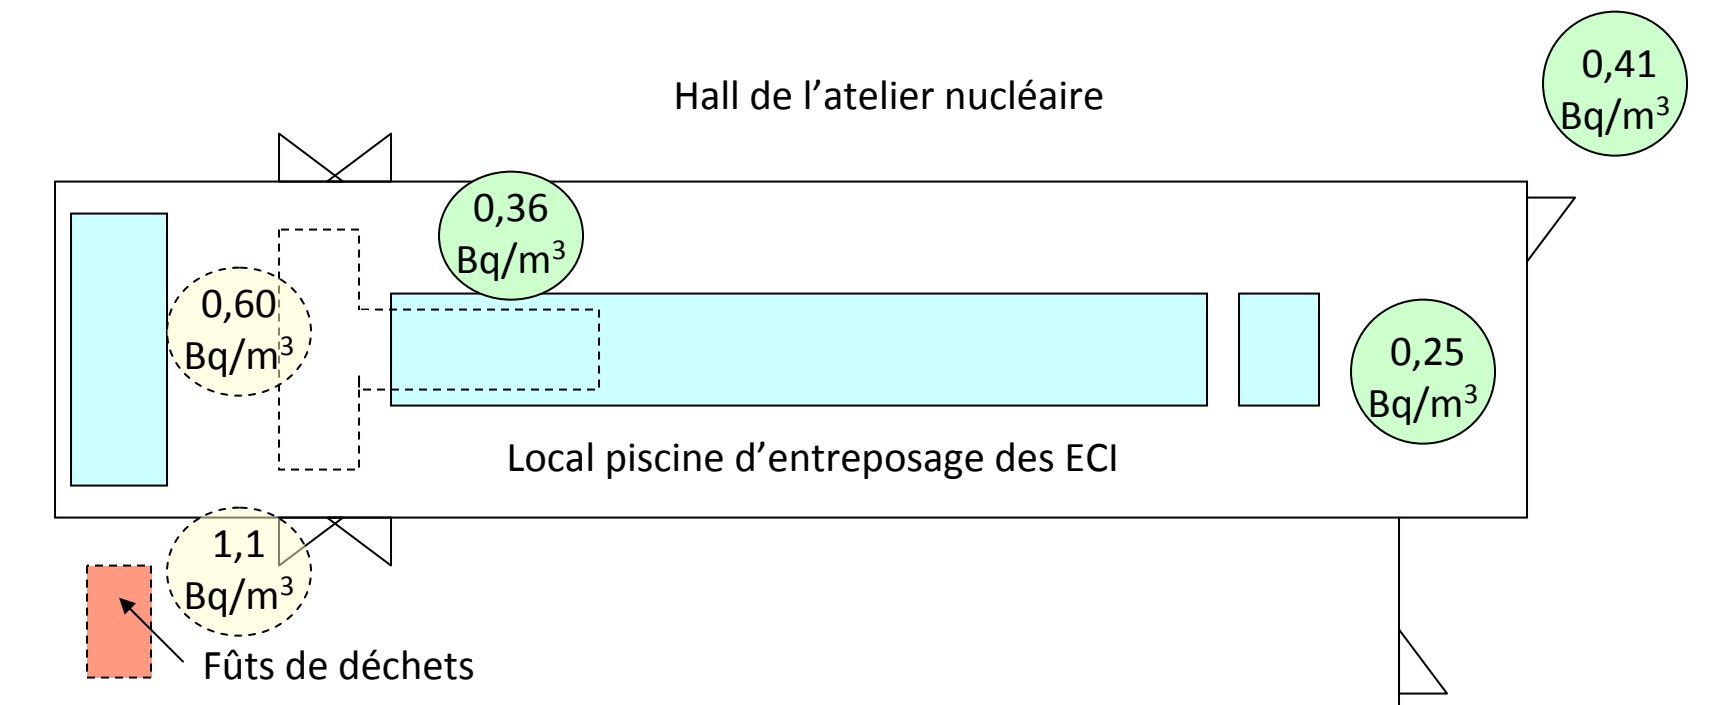 0,41
Bq/m³
Hall de l’atelier nucléaire
0,36
Bq/m³
0,60
Bq/m³
0,25
Bq/m³
Local piscine d’entreposage des ECI
1,1
Bq/m³
Fûts de déchets